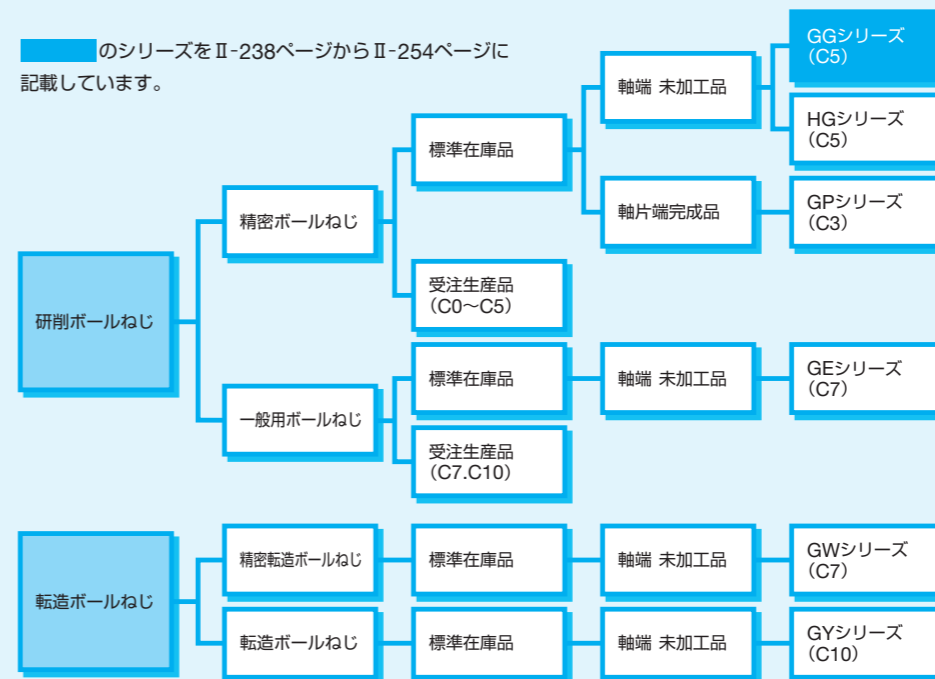 のシリーズをⅡ-238ページからⅡ-254ページに
記載しています。
研削ボールねじ
精密ボールねじ
標準在庫品
軸端 未加工品
GGシリーズ
(C5)
HGシリーズ
(C5)
軸片端完成品
GPシリーズ
(C3)
受注生産品
(C0～C5)
一般用ボールねじ
標準在庫品
軸端 未加工品
GEシリーズ
(C7)
受注生産品
(C7.C10)
転造ボールねじ
精密転造ボールねじ
標準在庫品
軸端 未加工品
GWシリーズ
(C7)
転造ボールねじ
標準在庫品
軸端 未加工品
GYシリーズ
(C10)